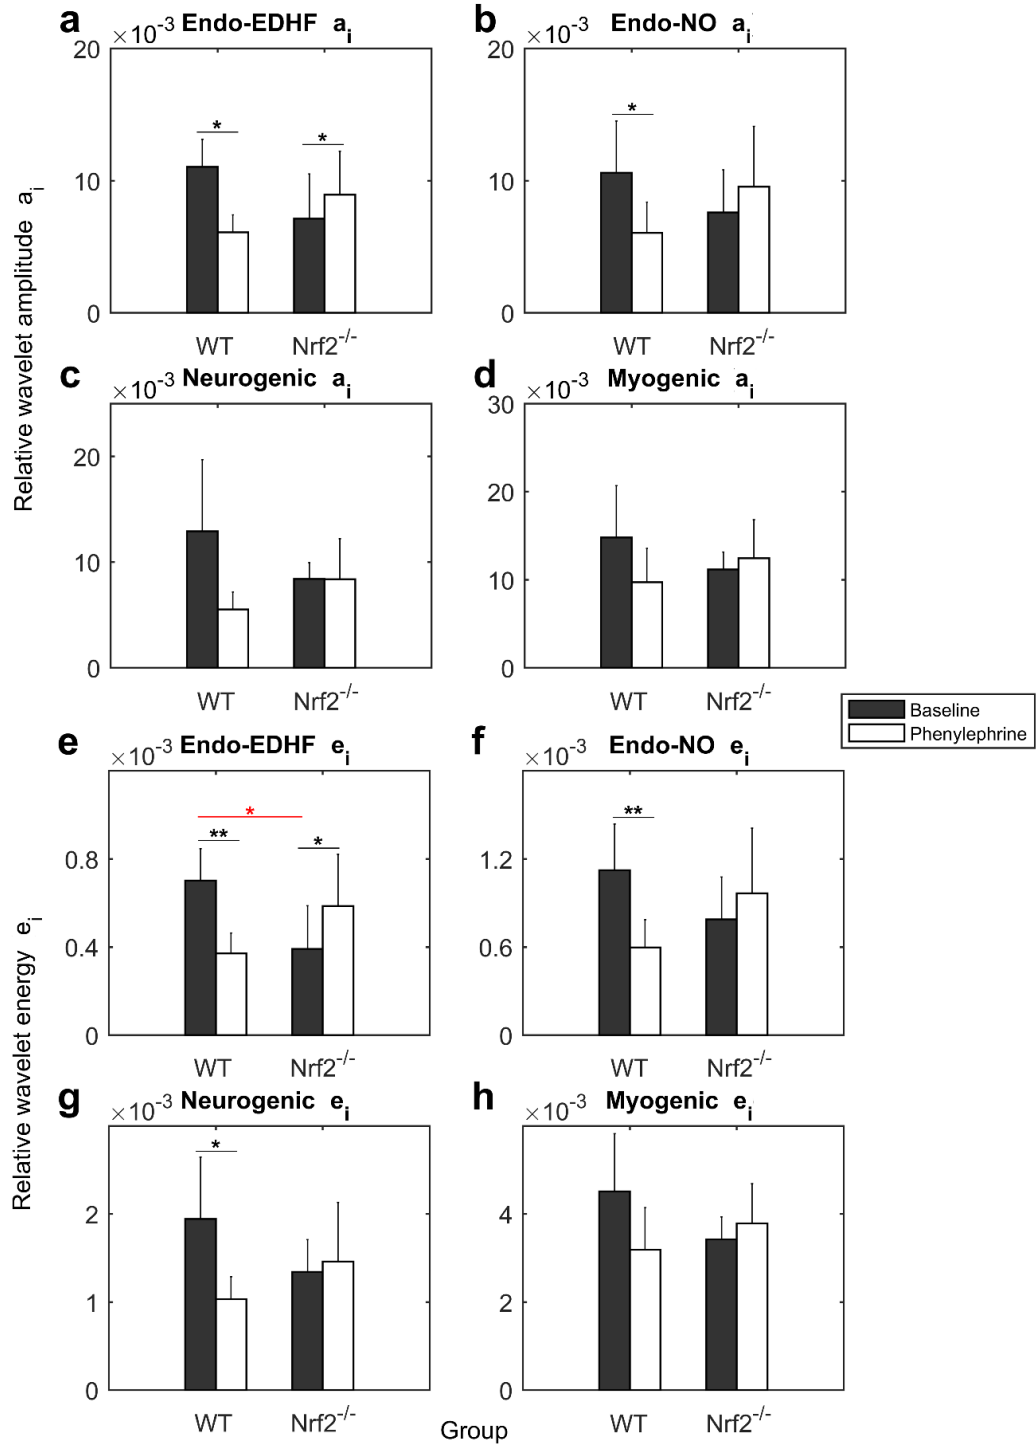 a ×10⁻³ Endo-EDHF aᵢ
20
10
0
*
*
WT Nrf2⁻/⁻
b ×10⁻³ Endo-NO aᵢ
20
10
0
*
WT Nrf2⁻/⁻
Relative wavelet amplitude aᵢ
c ×10⁻³ Neurogenic aᵢ
20
10
0
WT Nrf2⁻/⁻
d ×10⁻³ Myogenic aᵢ
30
20
10
0
WT Nrf2⁻/⁻
Baseline
Phenylephrine
e ×10⁻³ Endo-EDHF eᵢ
0.8
0.4
0
*
**
*
WT Nrf2⁻/⁻
f ×10⁻³ Endo-NO eᵢ
1.2
0.6
0
**
WT Nrf2⁻/⁻
Relative wavelet energy eᵢ
g ×10⁻³ Neurogenic eᵢ
2
1
0
*
WT Nrf2⁻/⁻
h ×10⁻³ Myogenic eᵢ
4
2
0
WT Nrf2⁻/⁻
Group